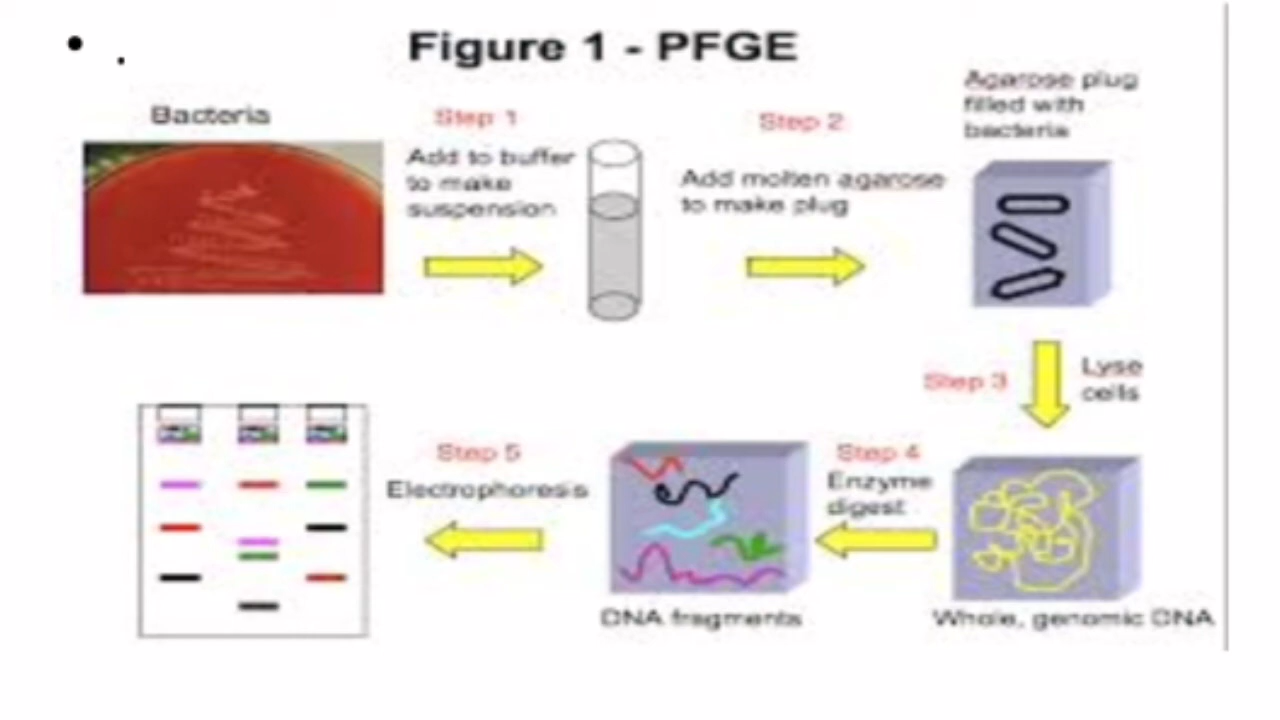 Figure 1 - PFGE
Bacteria
Step 1
Add to buffer
to make
suspension
Step 2
Add molten agarose
to make plug
Agarose plug
filled with
bacteria
Step 3
Lyse
cells
Step 4
Enzyme
digest
Step 5
Electrophoresis
DNA fragments
Whole, genomic DNA